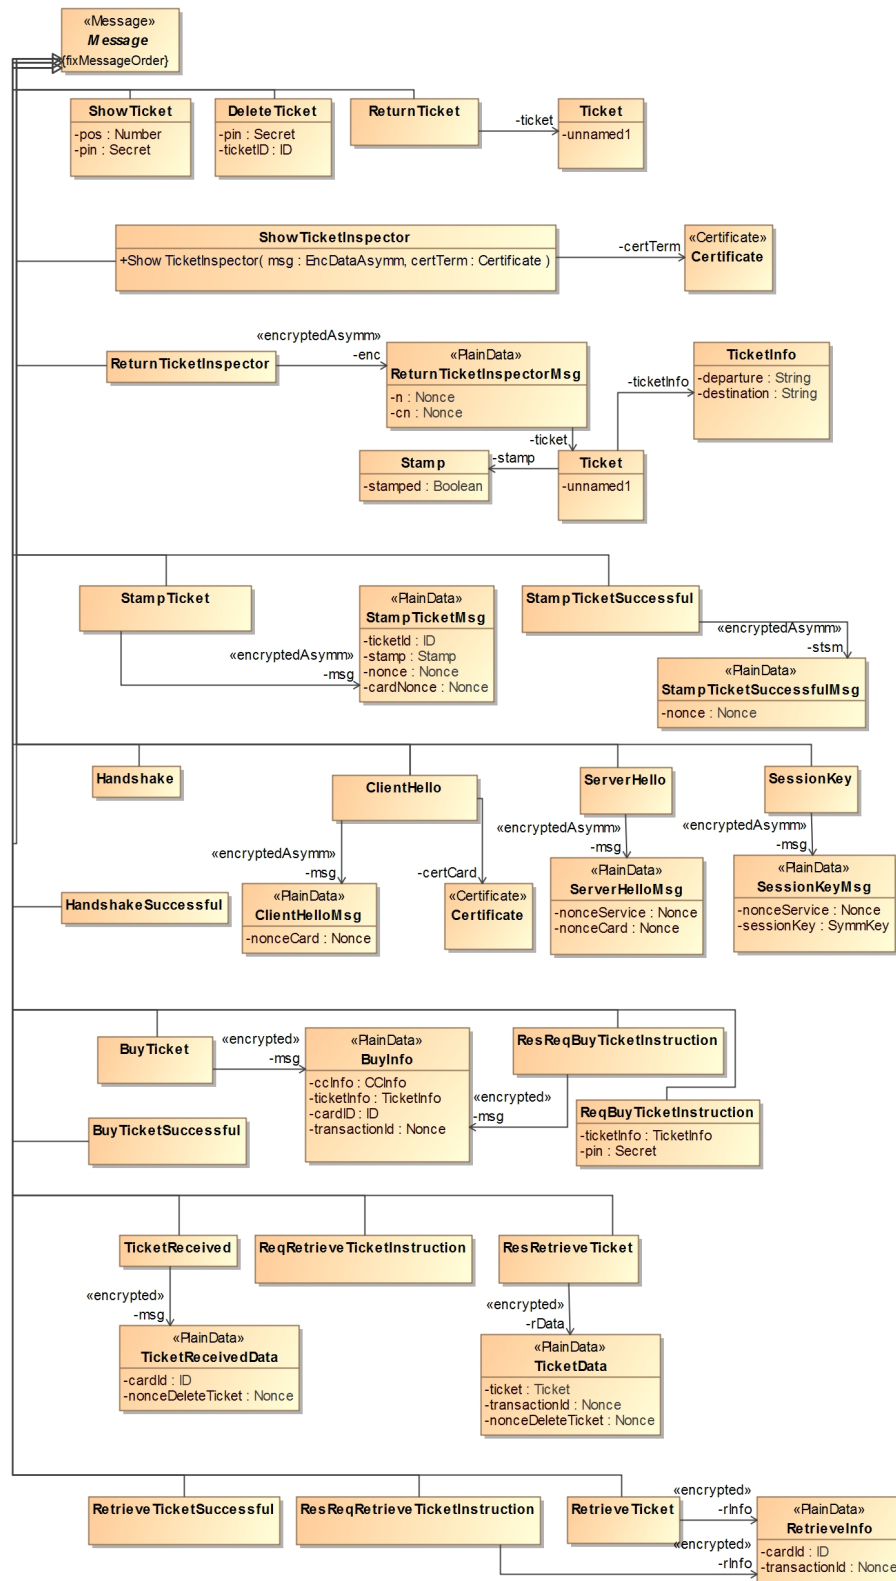 «Message»
Message
{fixMessageOrder}
ShowTicket
-pos : Number
-pin : Secret
DeleteTicket
-pin : Secret
-ticketID : ID
ReturnTicket
-ticket
Ticket
-unnamed1
ShowTicketInspector
+Show TicketInspector( msg : EncDataAsymm, certTerm : Certificate )
-certTerm
«Certificate»
Certificate
ReturnTicketInspector
«encryptedAsymm»
-enc
«PlainData»
ReturnTicketInspectorMsg
-n : Nonce
-cn : Nonce
-ticketInfo
TicketInfo
-departure : String
-destination : String
-ticket
Stamp
-stamped : Boolean
-stamp
Ticket
-unnamed1
StampTicket
«encryptedAsymm»
-msg
«PlainData»
StampTicketMsg
-ticketId : ID
-stamp : Stamp
-nonce : Nonce
-cardNonce : Nonce
StampTicketSuccessful
«encryptedAsymm»
-stsm
«PlainData»
StampTicketSuccessfulMsg
-nonce : Nonce
Handshake
ClientHello
ServerHello
SessionKey
«encryptedAsymm»
-msg
-certCard
«encryptedAsymm»
-msg
«encryptedAsymm»
-msg
HandshakeSuccessful
«PlainData»
ClientHelloMsg
-nonceCard : Nonce
«Certificate»
Certificate
«PlainData»
ServerHelloMsg
-nonceService : Nonce
-nonceCard : Nonce
«PlainData»
SessionKeyMsg
-nonceService : Nonce
-sessionKey : SymmKey
BuyTicket
«encrypted»
-msg
«PlainData»
BuyInfo
-ccInfo : CCInfo
-ticketInfo : TicketInfo
-cardID : ID
-transactionId : Nonce
ResReqBuyTicketInstruction
«encrypted»
-msg
ReqBuyTicketInstruction
-ticketInfo : TicketInfo
-pin : Secret
BuyTicketSuccessful
TicketReceived
ReqRetrieveTicketInstruction
ResRetrieveTicket
«encrypted»
-msg
«encrypted»
-rData
«PlainData»
TicketReceivedData
-cardId : ID
-nonceDeleteTicket : Nonce
«PlainData»
TicketData
-ticket : Ticket
-transactionId : Nonce
-nonceDeleteTicket : Nonce
RetrieveTicketSuccessful
ResReqRetrieveTicketInstruction
RetrieveTicket
«encrypted»
-rInfo
«encrypted»
-rInfo
«PlainData»
RetrieveInfo
-cardId : ID
-transactionId : Nonce